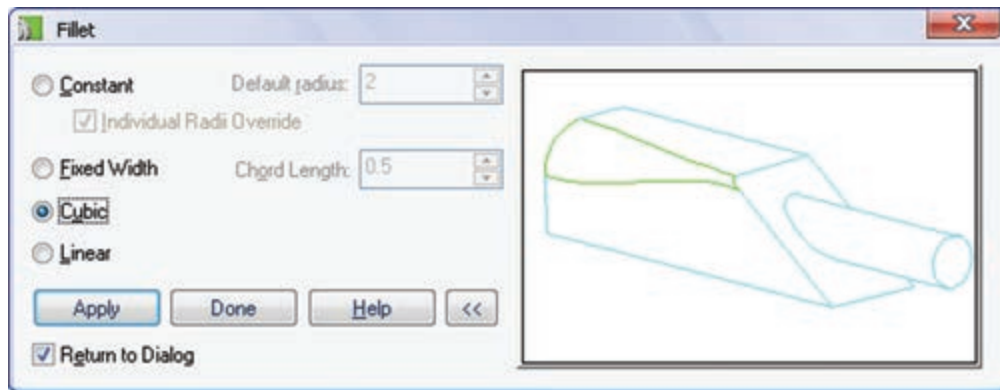 Fillet
Constant Default radius: 2
Individual Radii Override
Fixed Width Chord Length: 0.5
Cubic
Linear
Apply Done Help <<
Return to Dialog